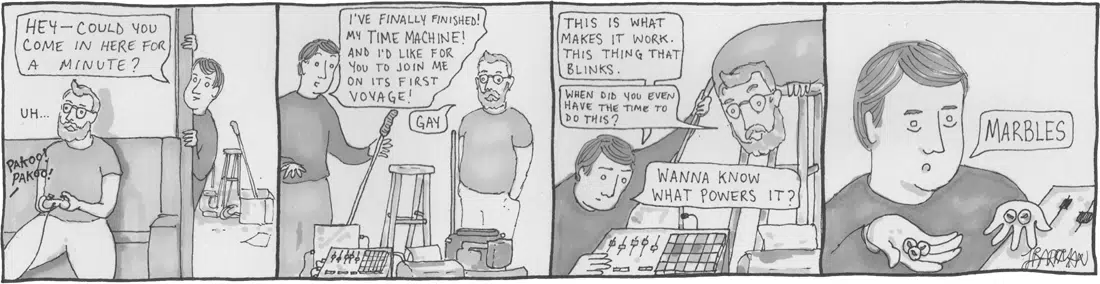 HEY—COULD YOU
COME IN HERE FOR
A MINUTE?
UH...
PAKOO!
PAKOO!
I'VE FINALLY FINISHED!
MY TIME MACHINE!
AND I'D LIKE FOR
YOU TO JOIN ME
ON ITS FIRST
VOYAGE!
GAY
THIS IS WHAT
MAKES IT WORK.
THIS THING THAT
BLINKS.
WHEN DID YOU EVEN
HAVE THE TIME TO
DO THIS?
WANNA KNOW
WHAT POWERS IT?
MARBLES